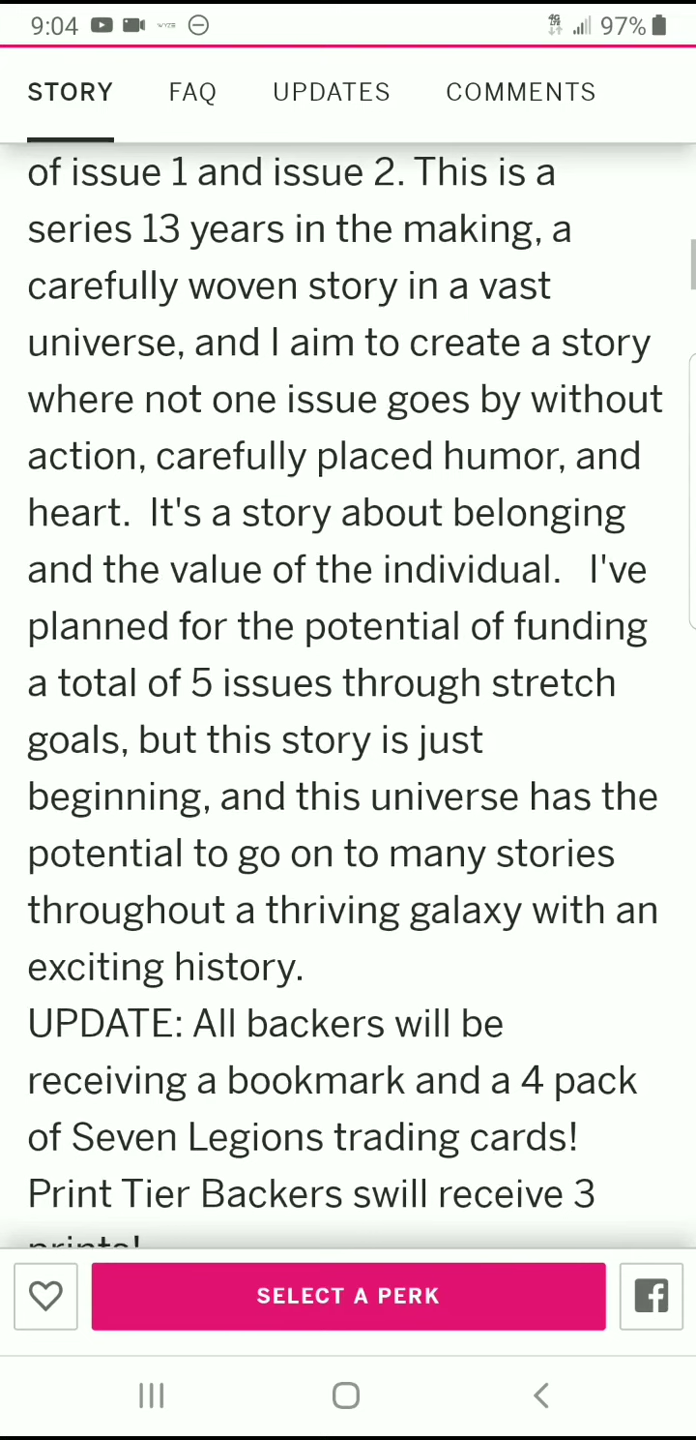 9:04 97%
STORY FAQ UPDATES COMMENTS
of issue 1 and issue 2. This is a
series 13 years in the making, a
carefully woven story in a vast
universe, and I aim to create a story
where not one issue goes by without
action, carefully placed humor, and
heart.  It's a story about belonging
and the value of the individual.   I've
planned for the potential of funding
a total of 5 issues through stretch
goals, but this story is just
beginning, and this universe has the
potential to go on to many stories
throughout a thriving galaxy with an
exciting history.
UPDATE: All backers will be
receiving a bookmark and a 4 pack
of Seven Legions trading cards!
Print Tier Backers swill receive 3
prints!
SELECT A PERK